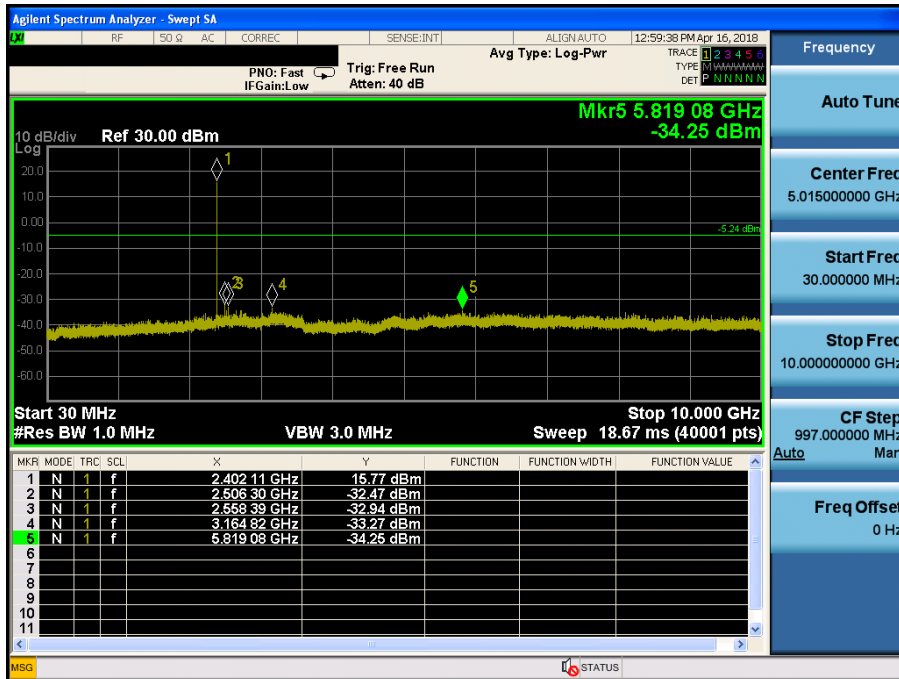 Agilent Spectrum Analyzer - Swept SA
LXI RF 50 Ω AC CORREC SENSE:INT ALIGN AUTO 12:59:38 PM Apr 16, 2018
Frequency
Avg Type: Log-Pwr
TRACE 1 2 3 4 5 6
PNO: Fast Trig: Free Run TYPE M WWWWW
IFGain:Low Atten: 40 dB DET P N N N N N
Auto Tune
Mkr5 5.819 08 GHz
10 dB/div Ref 30.00 dBm -34.25 dBm
Log
1
20.0
Center Freq
10.0
5.015000000 GHz
0.00
-5.24 dBm
-10.0
Start Freq
-20.0
30.000000 MHz
2 3 4 5
-30.0
-40.0
Stop Freq
-50.0
10.000000000 GHz
-60.0
Start 30 MHz Stop 10.000 GHz
#Res BW 1.0 MHz VBW 3.0 MHz Sweep 18.67 ms (40001 pts)
CF Step
997.000000 MHz
Auto Man
MKR MODE TRC SCL X Y FUNCTION FUNCTION WIDTH FUNCTION VALUE
1 N 1 f 2.402 11 GHz 15.77 dBm
2 N 1 f 2.506 30 GHz -32.47 dBm
3 N 1 f 2.558 39 GHz -32.94 dBm
4 N 1 f 3.164 82 GHz -33.27 dBm
5 N 1 f 5.819 08 GHz -34.25 dBm
6
7
8
9
10
11
Freq Offset
0 Hz
MSG STATUS